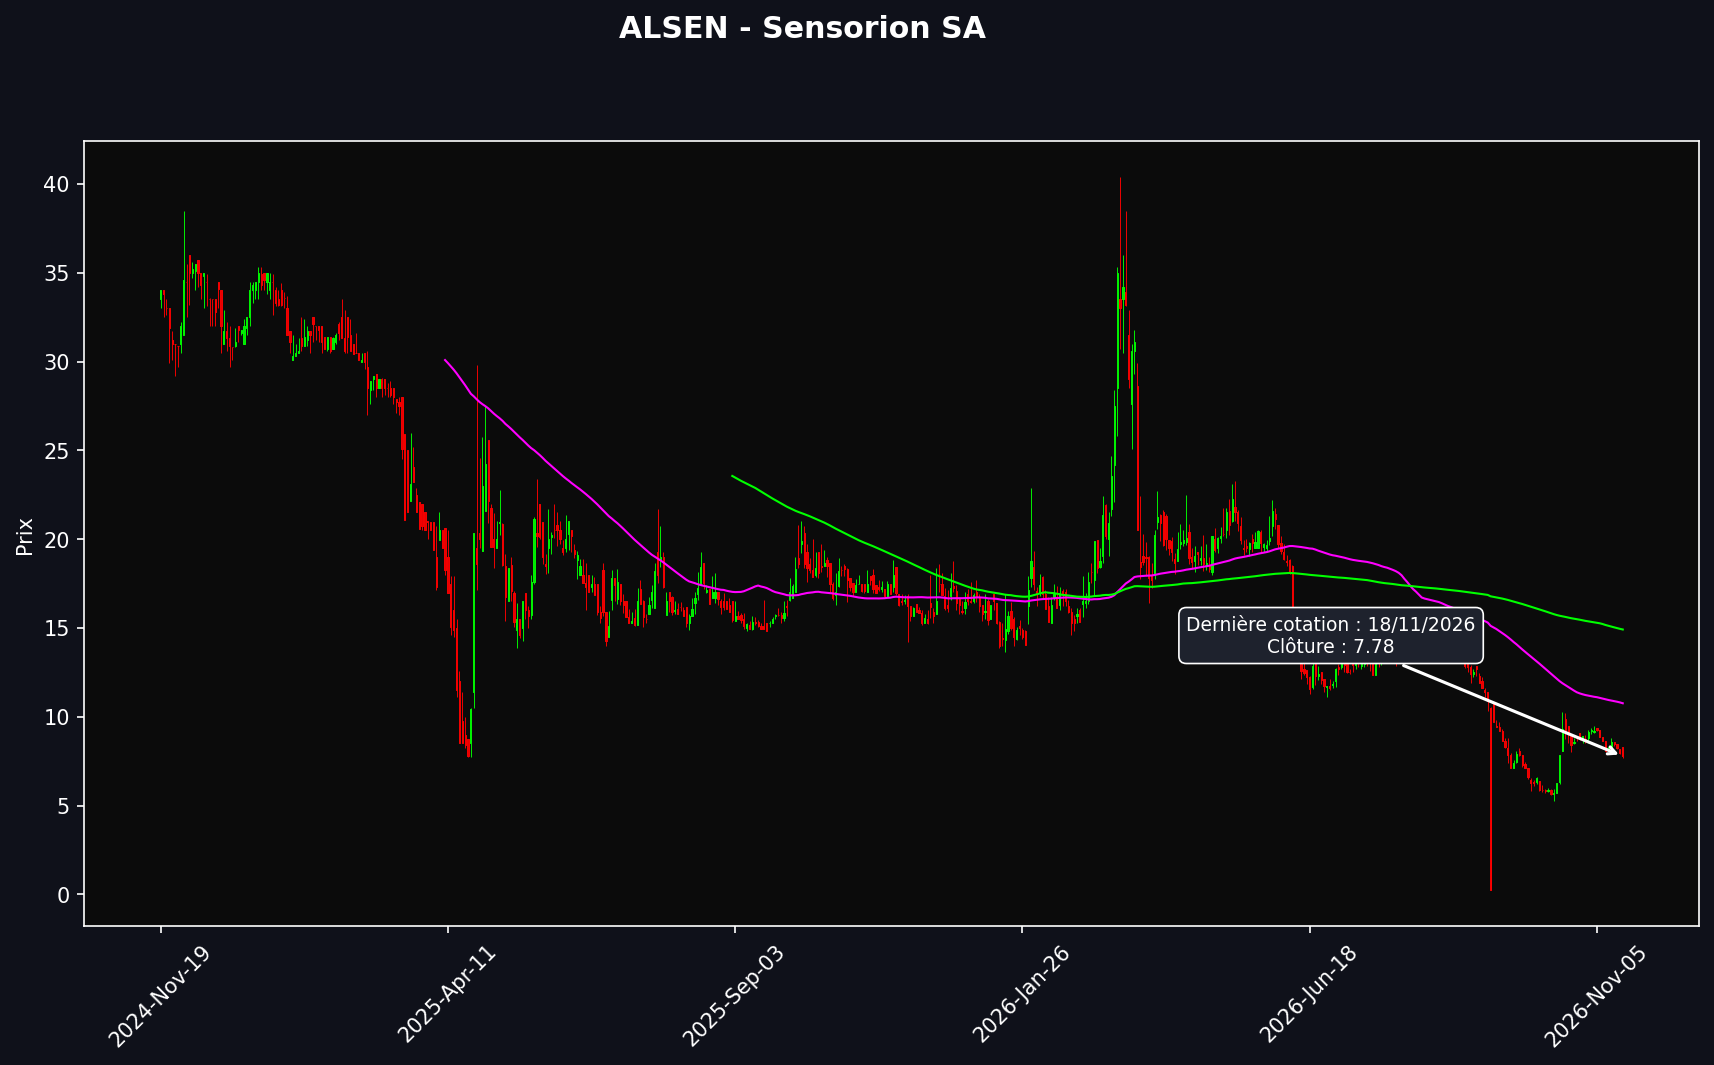 ALSEN - Sensorion SA
Prix
40
35
30
25
20
15
10
5
0
Dernière cotation : 18/11/2026
Clôture : 7.78
2024-Nov-19
2025-Apr-11
2025-Sep-03
2026-Jan-26
2026-Jun-18
2026-Nov-05